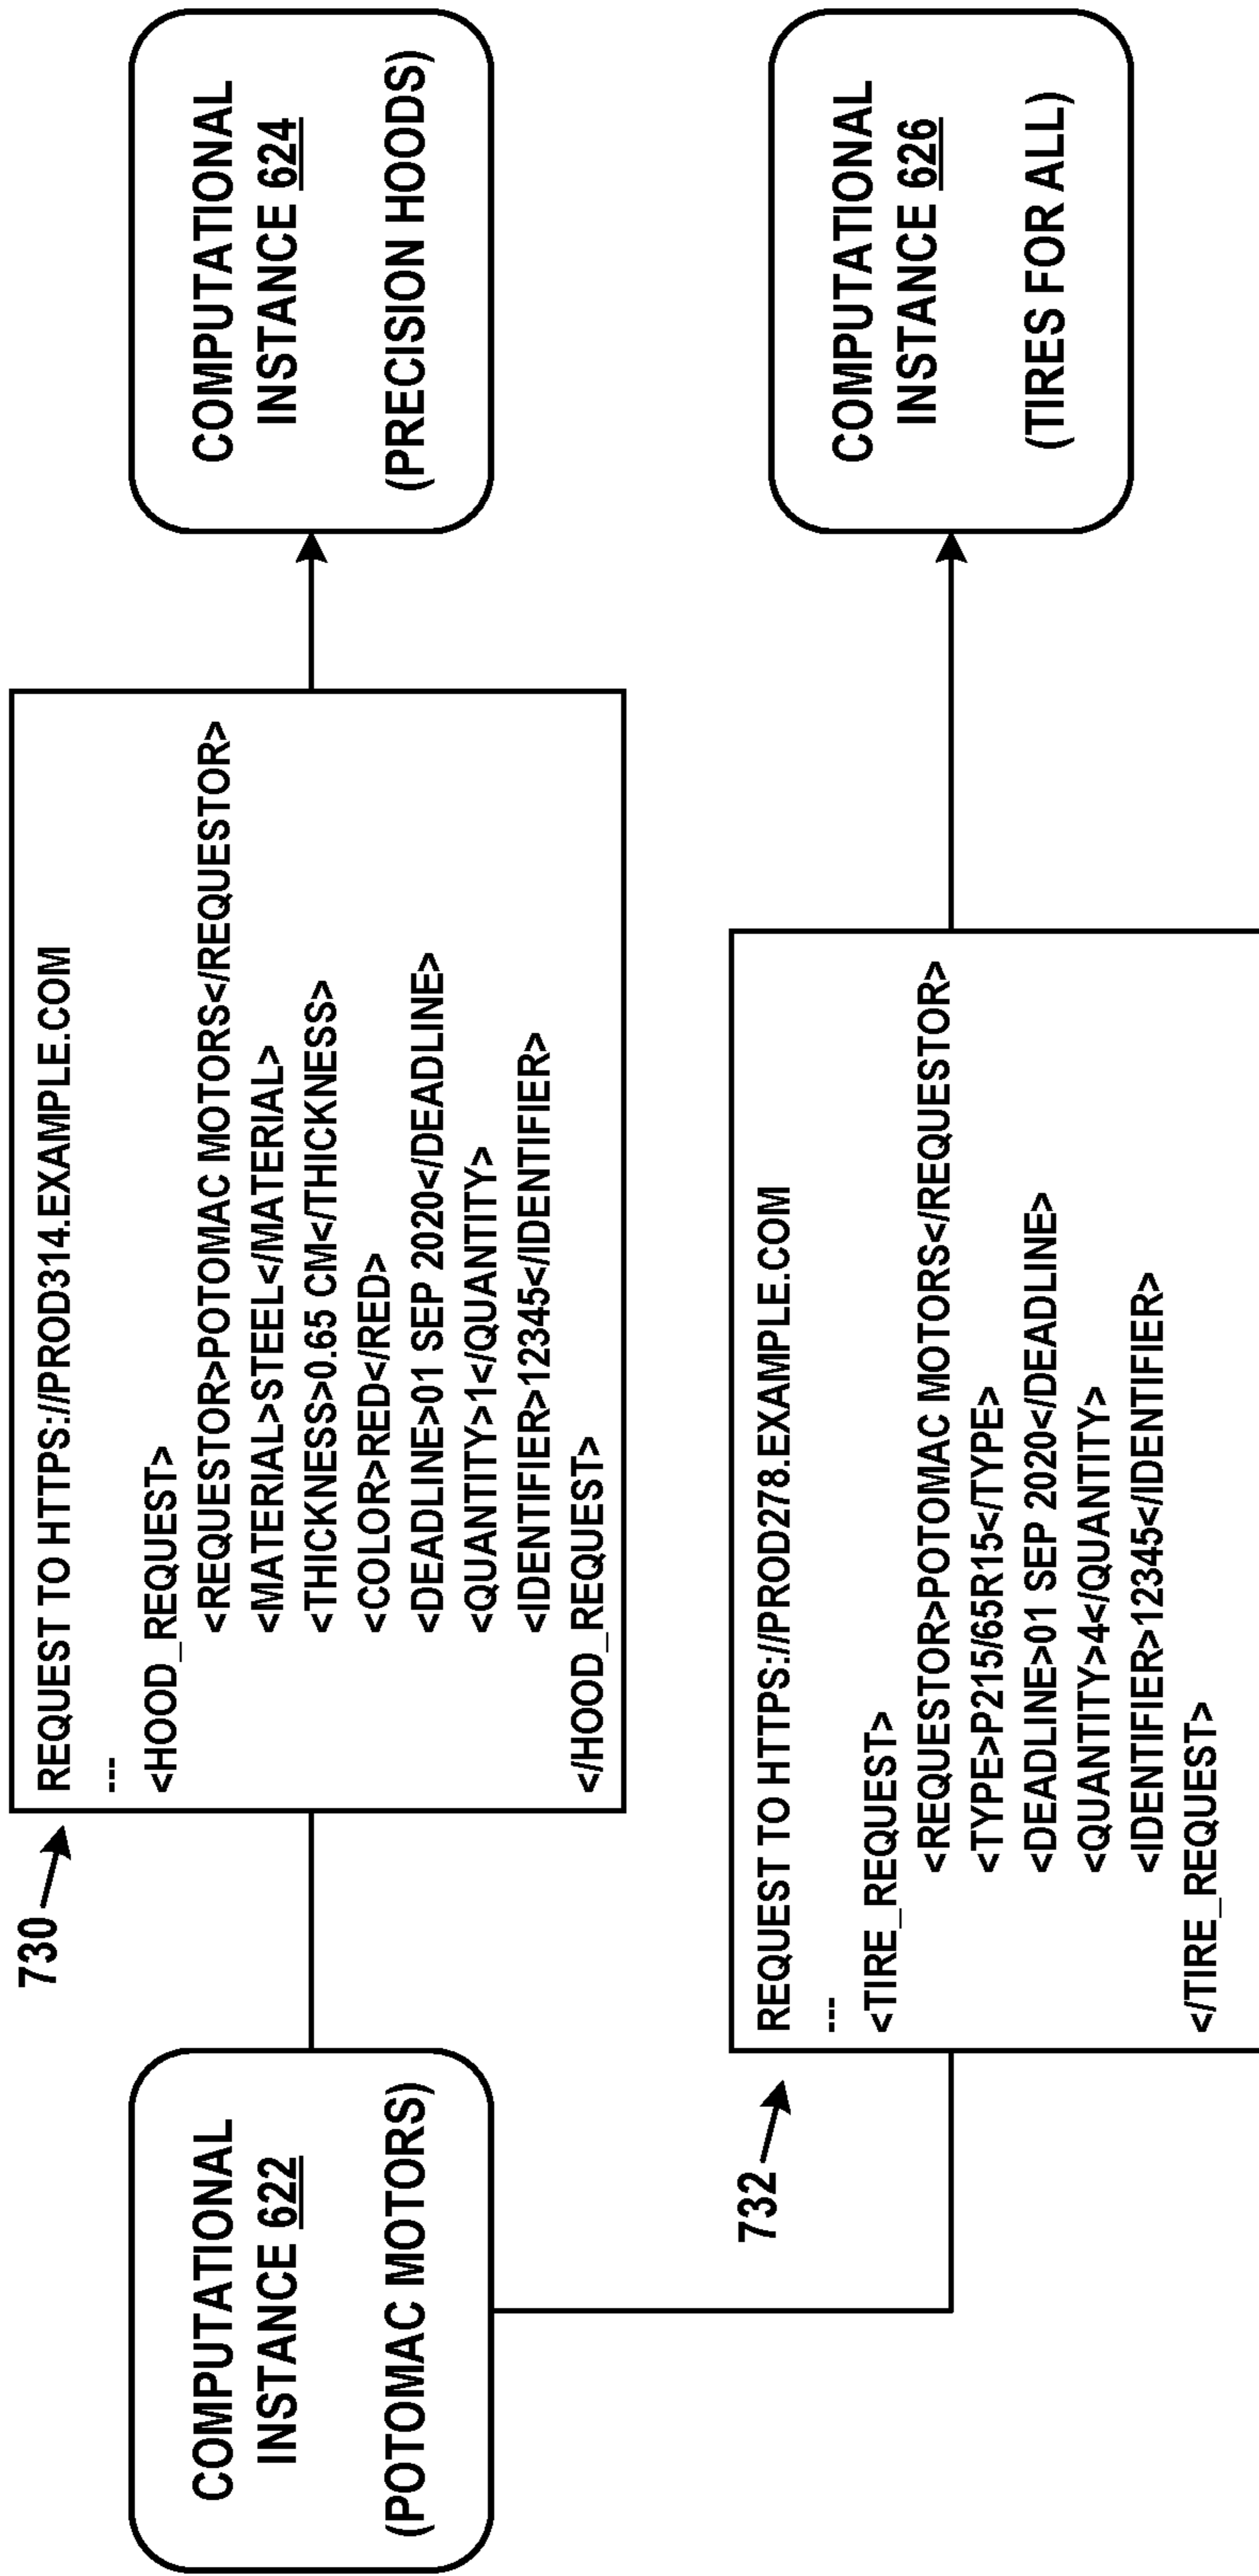 COMPUTATIONAL
INSTANCE 622
(POTOMAC MOTORS)
730
REQUEST TO HTTPS://PROD314.EXAMPLE.COM
...
<HOOD_REQUEST>
<REQUESTOR>POTOMAC MOTORS</REQUESTOR>
<MATERIAL>STEEL</MATERIAL>
<THICKNESS>0.65 CM</THICKNESS>
<COLOR>RED</RED>
<DEADLINE>01 SEP 2020</DEADLINE>
<QUANTITY>1</QUANTITY>
<IDENTIFIER>12345</IDENTIFIER>
</HOOD_REQUEST>
COMPUTATIONAL
INSTANCE 624
(PRECISION HOODS)
732
REQUEST TO HTTPS://PROD278.EXAMPLE.COM
...
<TIRE_REQUEST>
<REQUESTOR>POTOMAC MOTORS</REQUESTOR>
<TYPE>P215/65R15</TYPE>
<DEADLINE>01 SEP 2020</DEADLINE>
<QUANTITY>4</QUANTITY>
<IDENTIFIER>12345</IDENTIFIER>
</TIRE_REQUEST>
COMPUTATIONAL
INSTANCE 626
(TIRES FOR ALL)